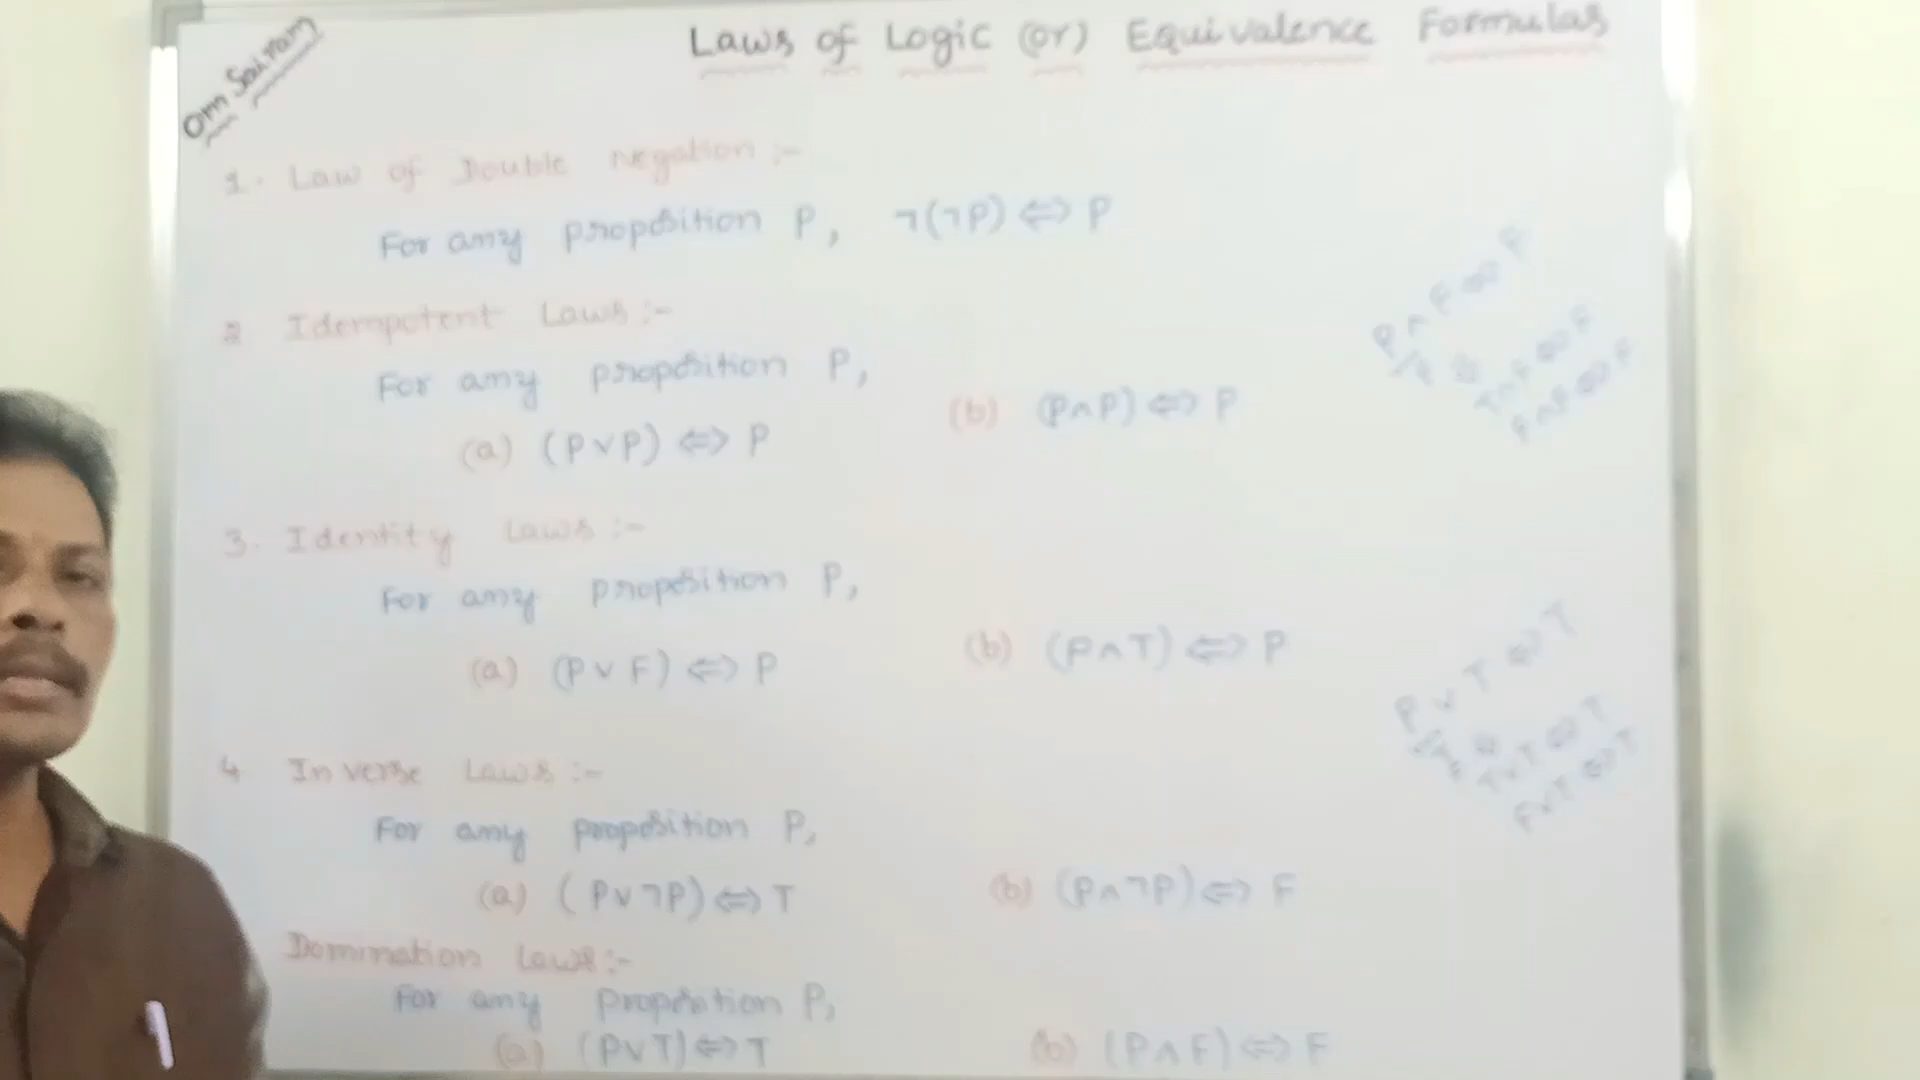 Om Sairam
Laws of Logic (or) Equivalence Formulas
1. Law of Double Negation :-
For any proposition P, ¬(¬P) ⇔ P
2 Idempotent Laws :-
For any proposition P,
(a) (P∨P) ⇔ P (b) (P∧P) ⇔ P
3. Identity Laws :-
For any proposition P,
(a) (P∨F) ⇔ P (b) (P∧T) ⇔ P
4 Inverse Laws :-
For any proposition P,
(a) (P∨¬P) ⇔ T (b) (P∧¬P) ⇔ F
Domination Laws :-
For any proposition P,
(a) (P∨T) ⇔ T (b) (P∧F) ⇔ F
P ∧ F ⇔ F
T∧F ⇔ F
F∧F ⇔ F
P ∨ T ⇔ T
T∨T ⇔ T
F∨T ⇔ T